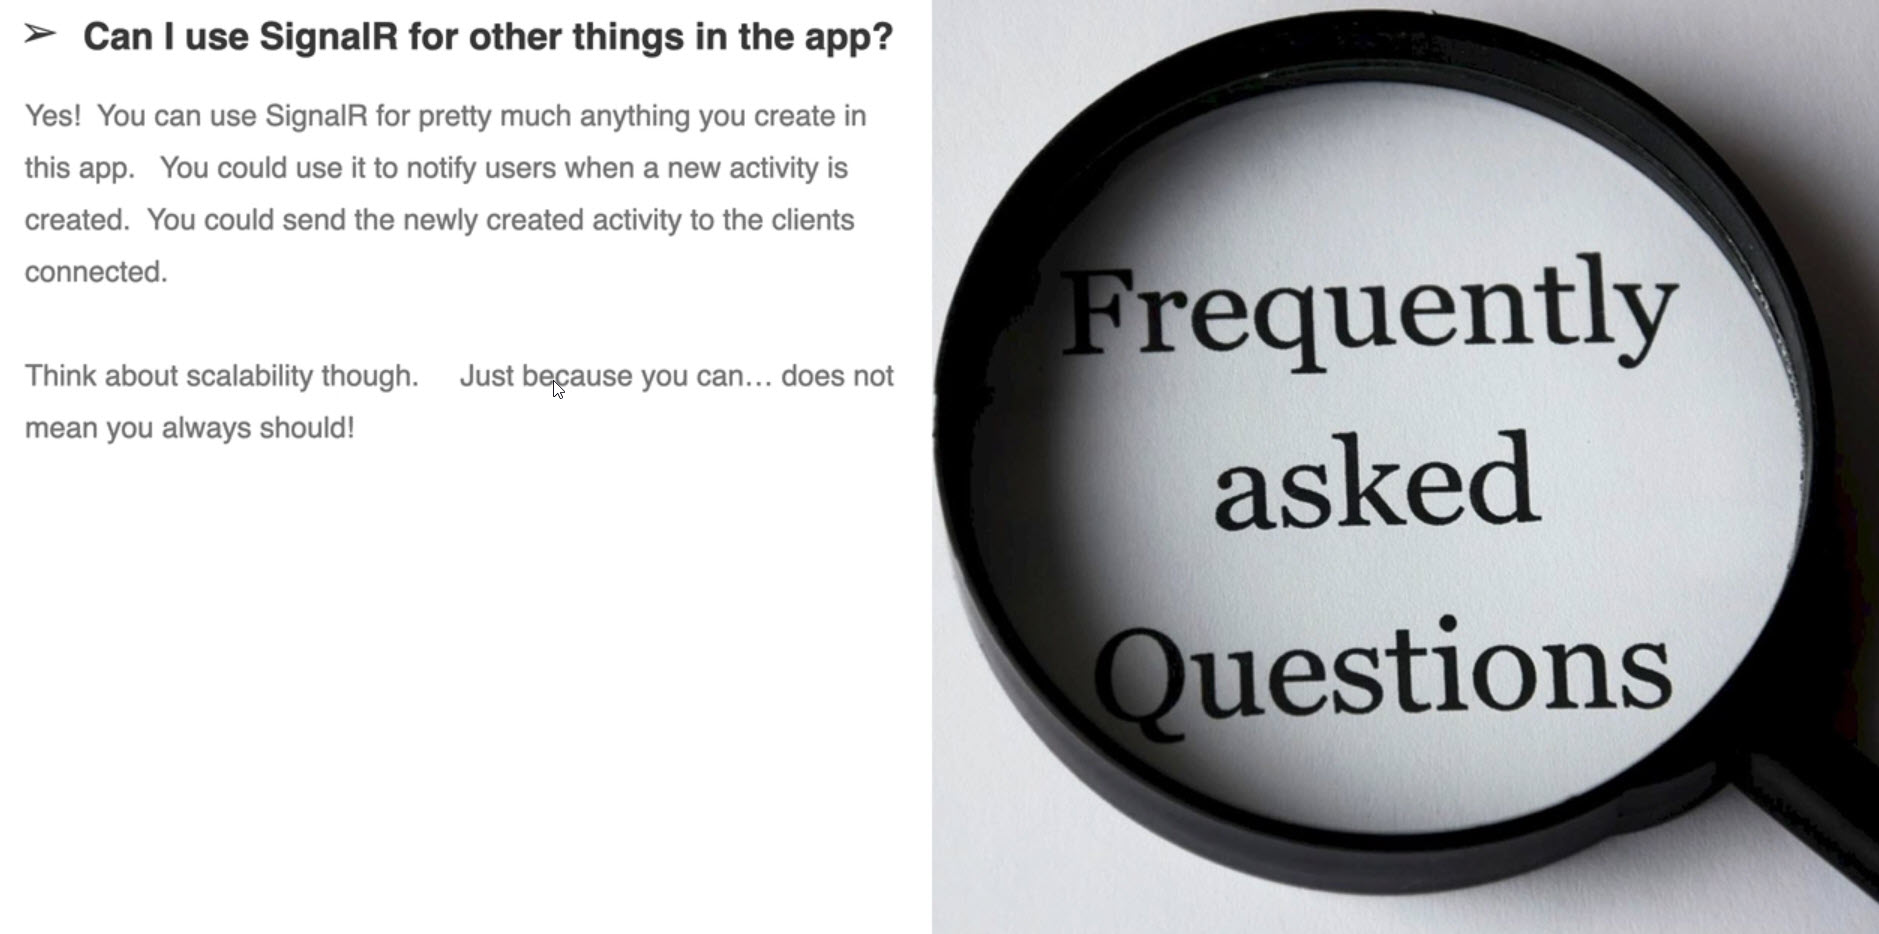 ➢ Can I use SignalR for other things in the app?
Yes!  You can use SignalR for pretty much anything you create in
this app.   You could use it to notify users when a new activity is
created.  You could send the newly created activity to the clients
connected.
Think about scalability though.     Just because you can… does not
mean you always should!
Frequently
asked
Questions